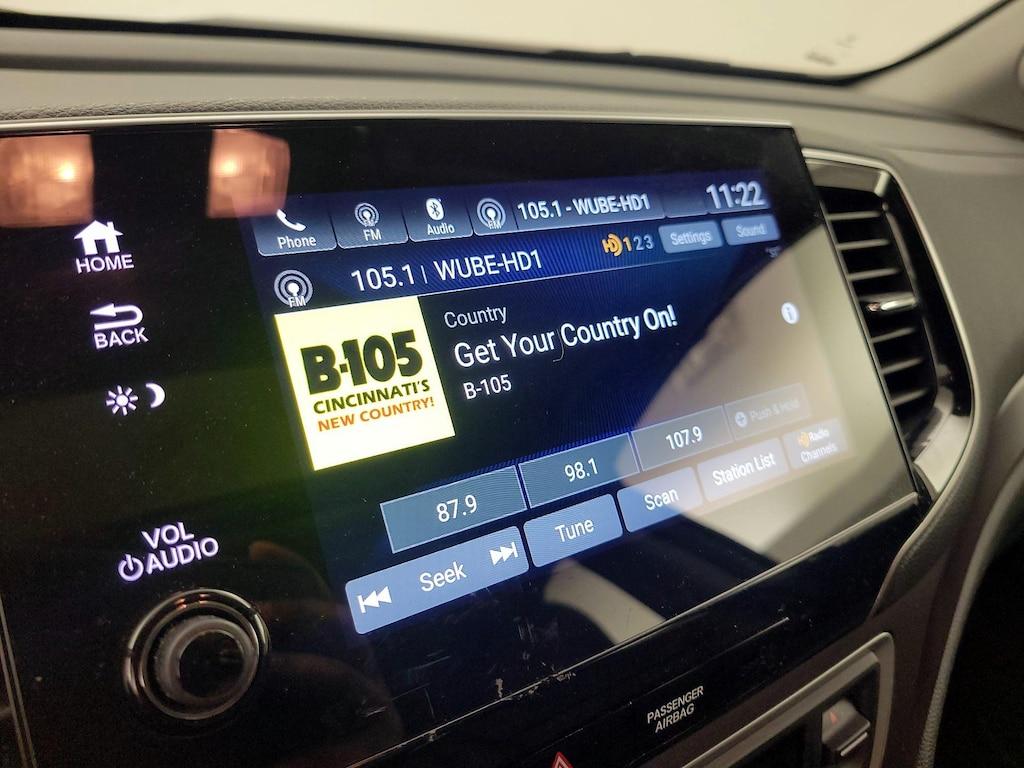 Phone
FM
Audio
FM
105.1 - WUBE-HD1
11:22
FM
105.1 | WUBE-HD1
HD 1 2 3
Settings
Sound
HOME
BACK
B-105
CINCINNATI'S
NEW COUNTRY!
Country
Get Your Country On!
B-105
i
87.9
98.1
107.9
Push & Hold
Seek
Tune
Scan
Station List
HD Radio
Channels
VOL
AUDIO
PASSENGER
AIRBAG